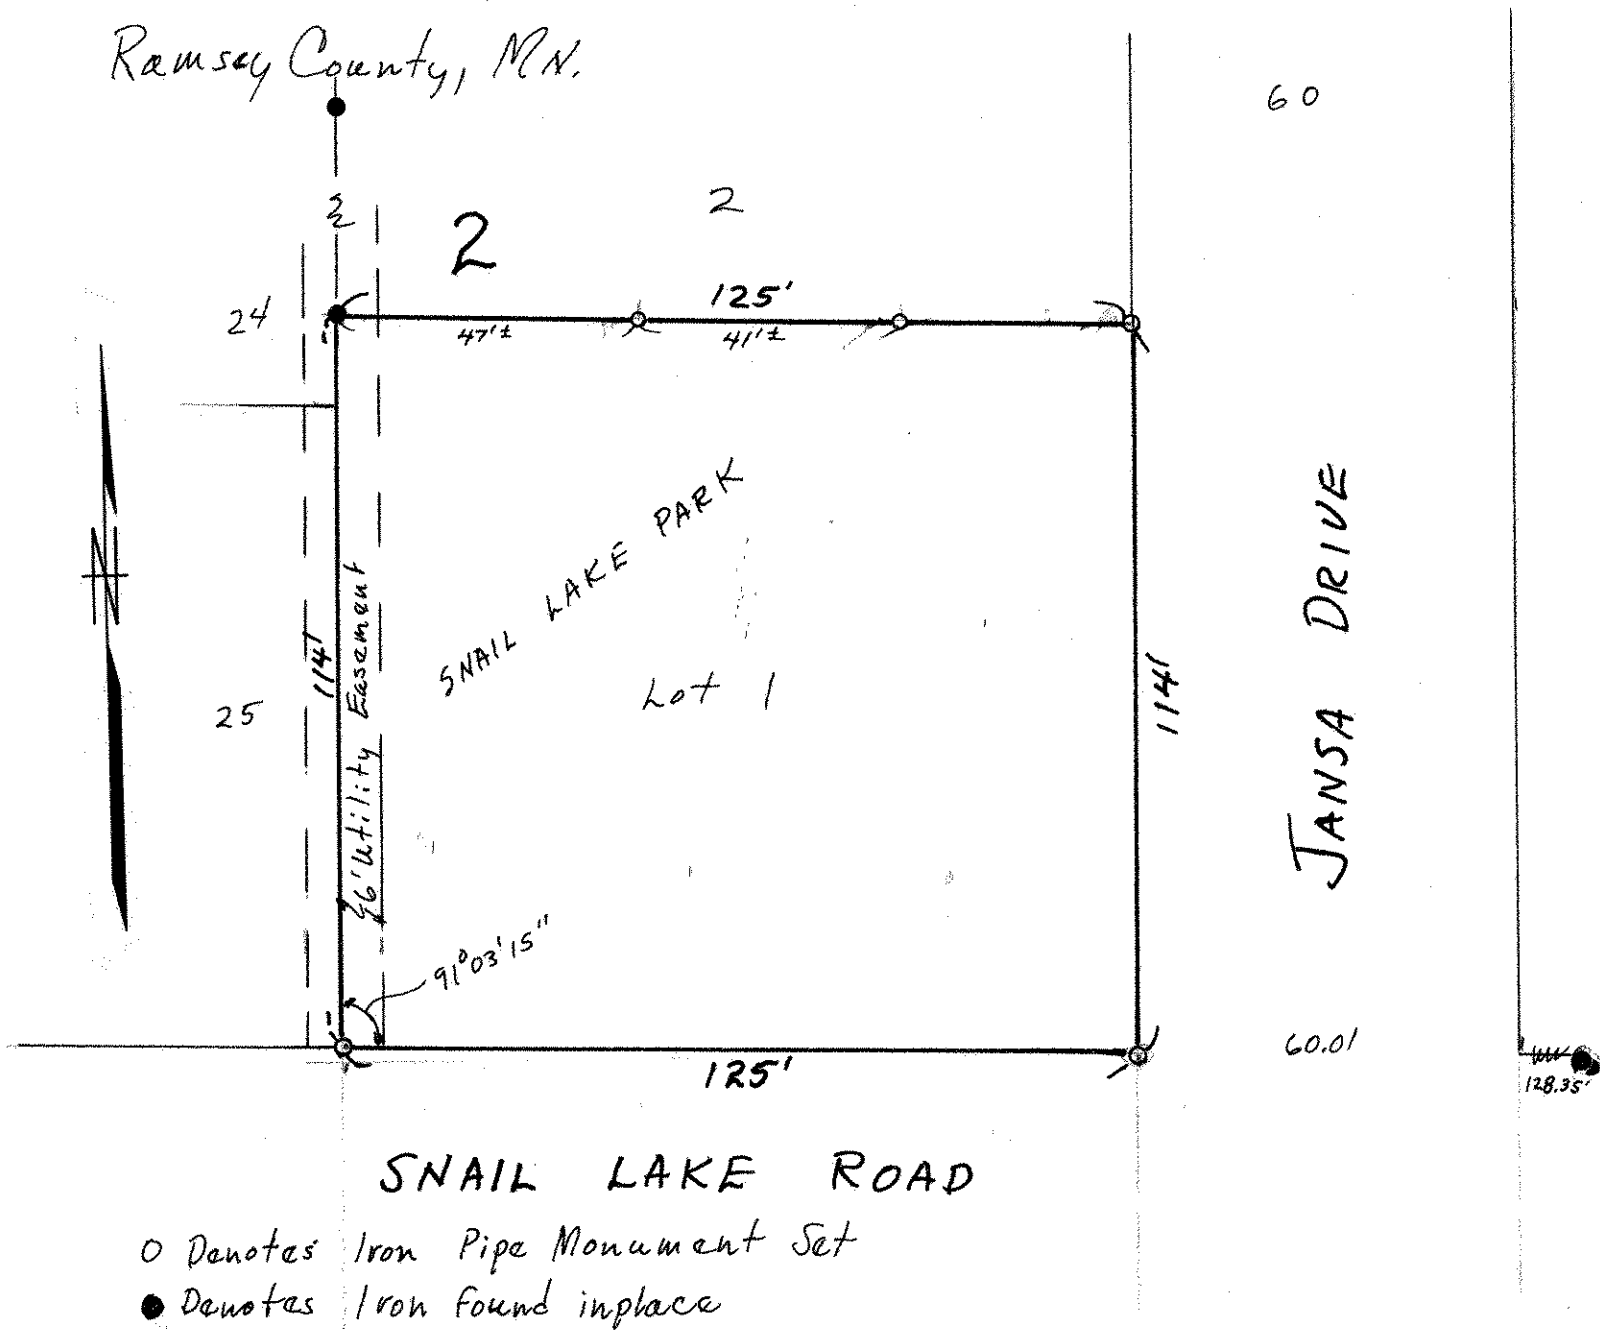 Ramsey County, MN.
60
2
2
24
125'
47'±
41'±
N
SNAIL LAKE PARK
Lot 1
114'
6' Utility Easement
114'
JANSA DRIVE
25
91°03'15"
60.01
128.35'
125'
SNAIL LAKE ROAD
O Denotes Iron Pipe Monument Set
● Denotes Iron Found inplace